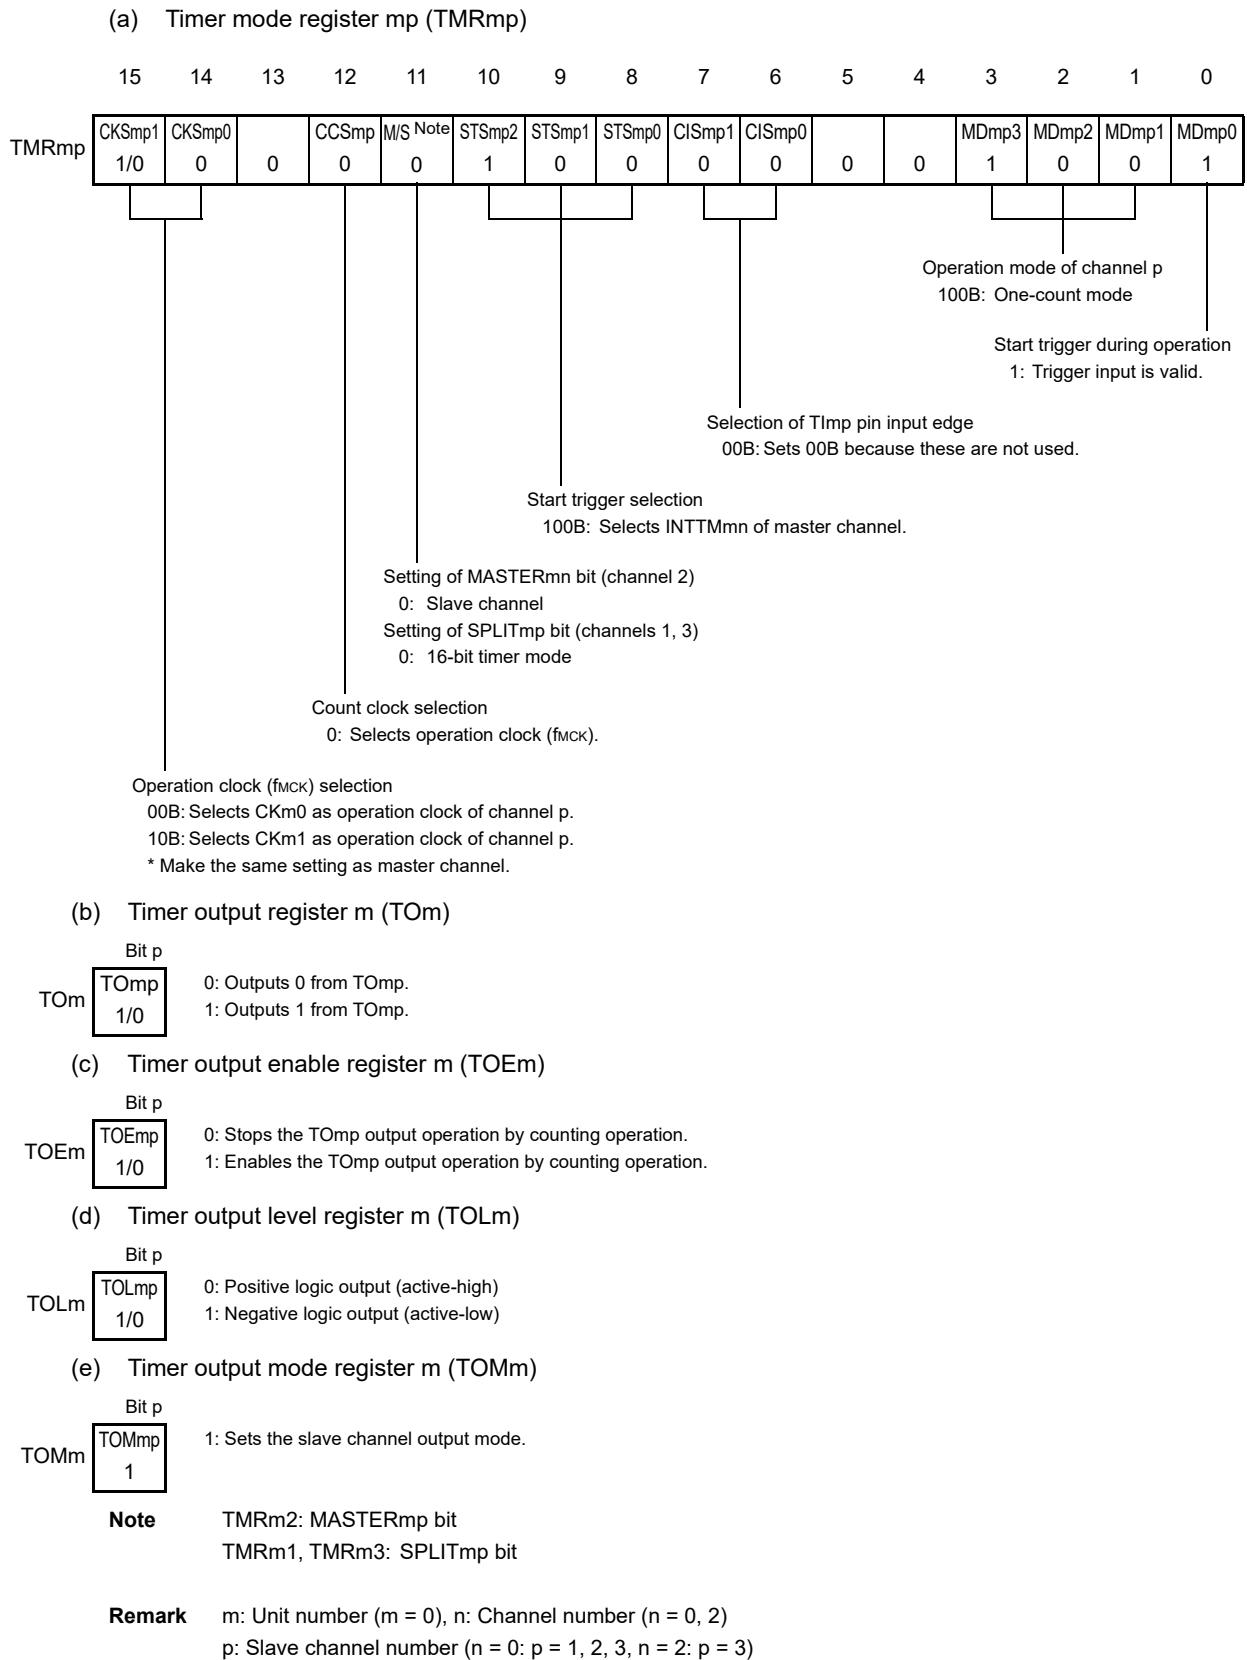 (a) Timer mode register mp (TMRmp)
15 14 13 12 11 10 9 8 7 6 5 4 3 2 1 0
CKSmp1 CKSmp0 CCSmp M/S Note STSmp2 STSmp1 STSmp0 CISmp1 CISmp0 MDmp3 MDmp2 MDmp1 MDmp0
TMRmp
1/0 0 0 0 0 1 0 0 0 0 0 0 1 0 0 1
Operation mode of channel p
100B: One-count mode
Start trigger during operation
1: Trigger input is valid.
Selection of TImp pin input edge
00B: Sets 00B because these are not used.
Start trigger selection
100B: Selects INTTMmn of master channel.
Setting of MASTERmn bit (channel 2)
0: Slave channel
Setting of SPLITmp bit (channels 1, 3)
0: 16-bit timer mode
Count clock selection
0: Selects operation clock (fMCK).
Operation clock (fMCK) selection
00B: Selects CKm0 as operation clock of channel p.
10B: Selects CKm1 as operation clock of channel p.
* Make the same setting as master channel.
(b) Timer output register m (TOm)
Bit p
TOm
TOmp
1/0
0: Outputs 0 from TOmp.
1: Outputs 1 from TOmp.
(c) Timer output enable register m (TOEm)
Bit p
TOEm
TOEmp
1/0
0: Stops the TOmp output operation by counting operation.
1: Enables the TOmp output operation by counting operation.
(d) Timer output level register m (TOLm)
Bit p
TOLm
TOLmp
1/0
0: Positive logic output (active-high)
1: Negative logic output (active-low)
(e) Timer output mode register m (TOMm)
Bit p
TOMm
TOMmp
1
1: Sets the slave channel output mode.
Note TMRm2: MASTERmp bit
TMRm1, TMRm3: SPLITmp bit
Remark m: Unit number (m = 0), n: Channel number (n = 0, 2)
p: Slave channel number (n = 0: p = 1, 2, 3, n = 2: p = 3)